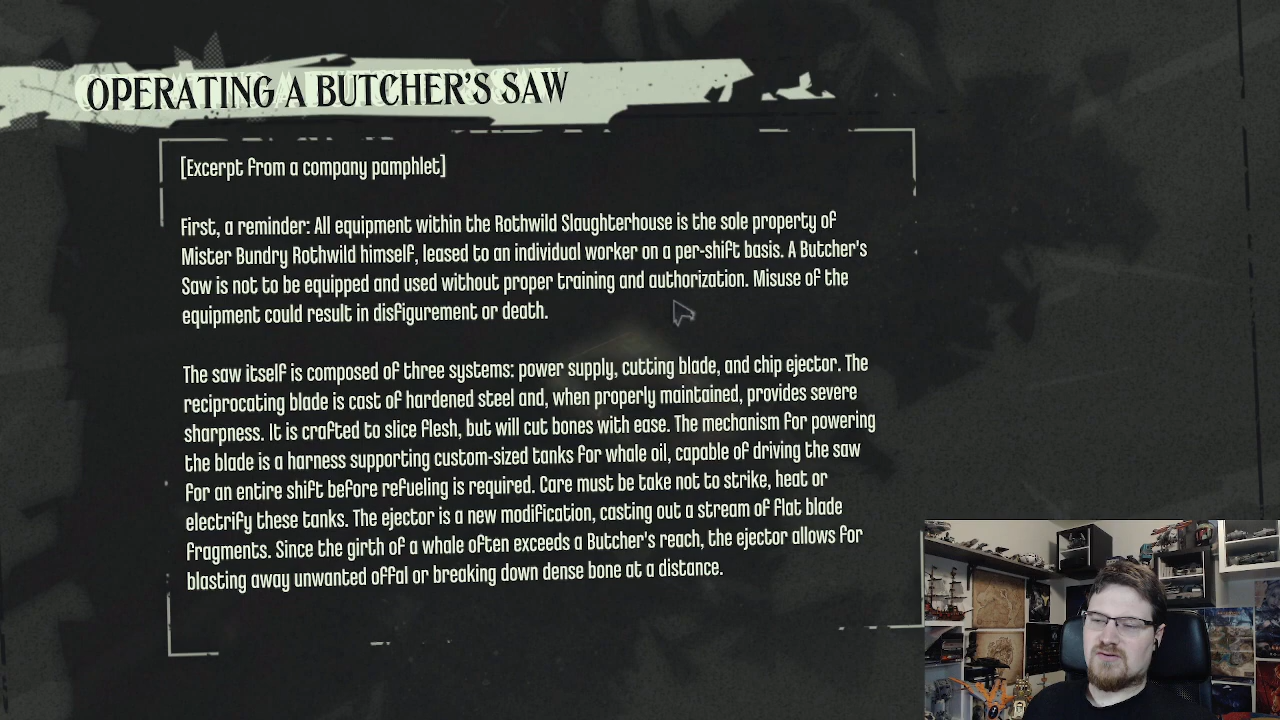 OPERATING A BUTCHER'S SAW
[Excerpt from a company pamphlet]
First, a reminder: All equipment within the Rothwild Slaughterhouse is the sole property of
Mister Bundry Rothwild himself, leased to an individual worker on a per-shift basis. A Butcher's
Saw is not to be equipped and used without proper training and authorization. Misuse of the
equipment could result in disfigurement or death.
The saw itself is composed of three systems: power supply, cutting blade, and chip ejector. The
reciprocating blade is cast of hardened steel and, when properly maintained, provides severe
sharpness. It is crafted to slice flesh, but will cut bones with ease. The mechanism for powering
the blade is a harness supporting custom-sized tanks for whale oil, capable of driving the saw
for an entire shift before refueling is required. Care must be take not to strike, heat or
electrify these tanks. The ejector is a new modification, casting out a stream of flat blade
fragments. Since the girth of a whale often exceeds a Butcher's reach, the ejector allows for
blasting away unwanted offal or breaking down dense bone at a distance.